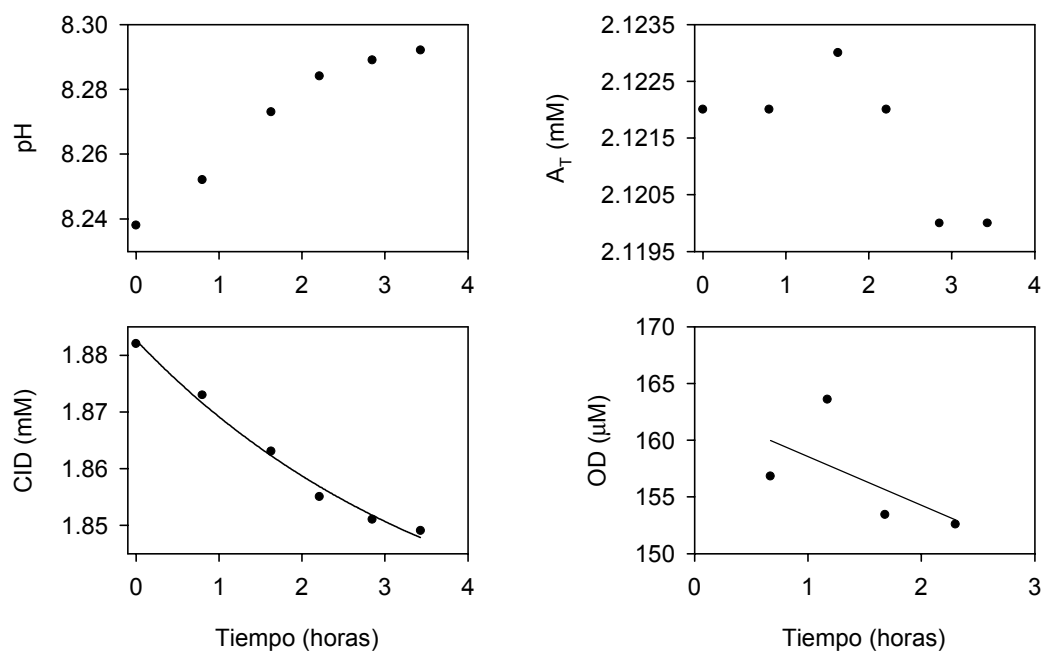 pH
8.30
8.28
8.26
8.24
0 1 2 3 4
A_T (mM)
2.1235
2.1225
2.1215
2.1205
2.1195
0 1 2 3 4
CID (mM)
1.88
1.87
1.86
1.85
0 1 2 3 4
Tiempo (horas)
OD (μM)
170
165
160
155
150
0 1 2 3
Tiempo (horas)